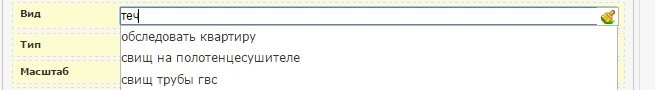 Вид теч
обследовать квартиру
Тип
свищ на полотенцесушителе
Масштаб
свищ трубы гвс